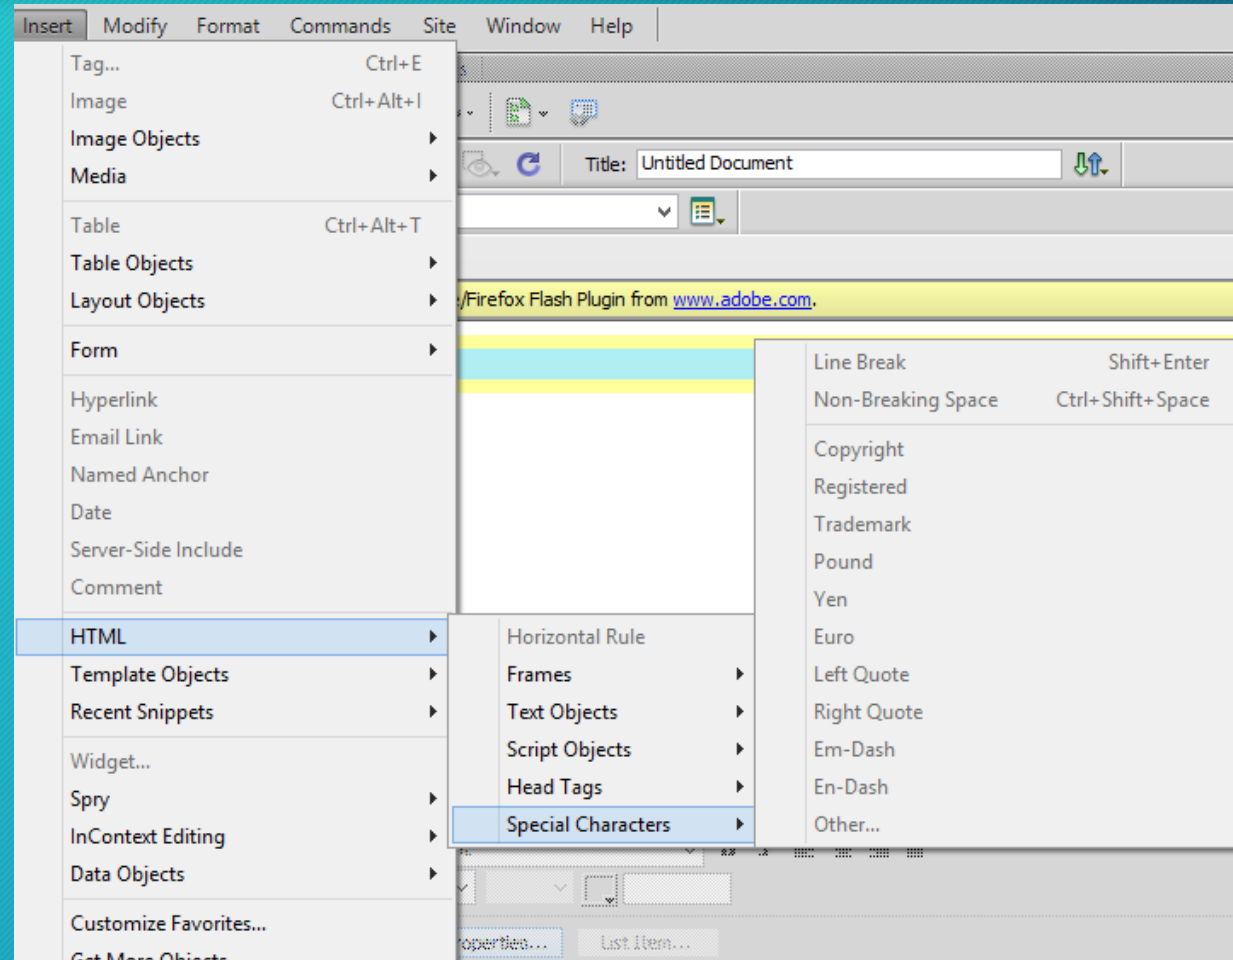 Insert Modify Format Commands Site Window Help
Tag... Ctrl+E
Image Ctrl+Alt+I
Image Objects
Media
Table Ctrl+Alt+T
Table Objects
Layout Objects
Form
Hyperlink
Email Link
Named Anchor
Date
Server-Side Include
Comment
HTML
Template Objects
Recent Snippets
Widget...
Spry
InContext Editing
Data Objects
Customize Favorites...
Get More Objects
Title: Untitled Document
/Firefox Flash Plugin from www.adobe.com.
Horizontal Rule
Frames
Text Objects
Script Objects
Head Tags
Special Characters
Line Break Shift+Enter
Non-Breaking Space Ctrl+Shift+Space
Copyright
Registered
Trademark
Pound
Yen
Euro
Left Quote
Right Quote
Em-Dash
En-Dash
Other...
operties... List Item...